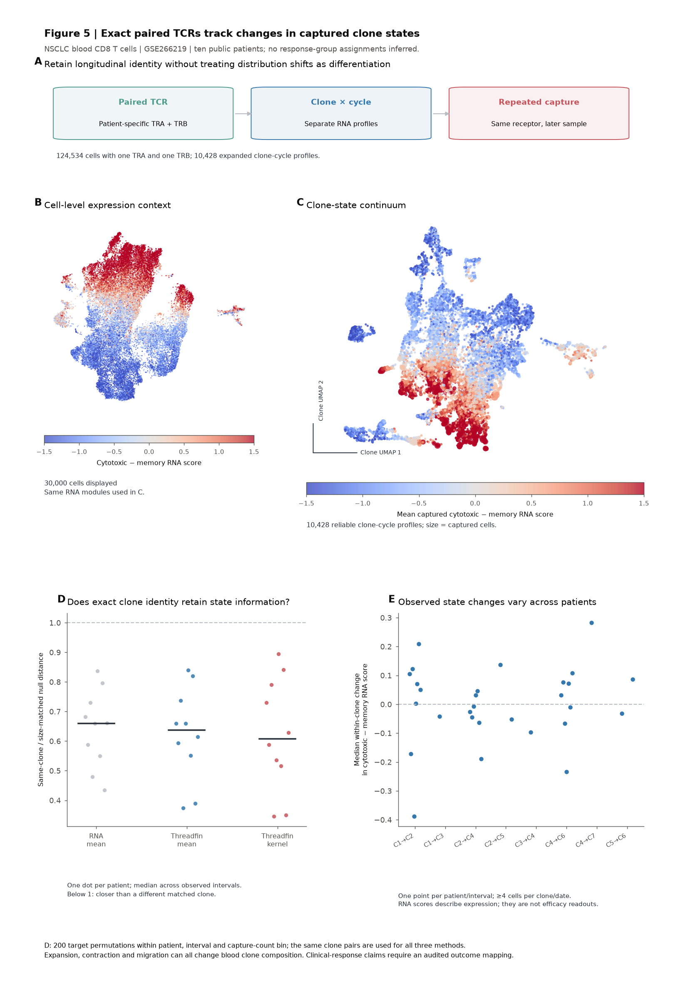 Figure 5 | Exact paired TCRs track changes in captured clone states
NSCLC blood CD8 T cells | GSE266219 | ten public patients; no response-group assignments inferred.
A Retain longitudinal identity without treating distribution shifts as differentiation
Paired TCR
Patient-specific TRA + TRB
Clone × cycle
Separate RNA profiles
Repeated capture
Same receptor, later sample
124,534 cells with one TRA and one TRB; 10,428 expanded clone-cycle profiles.
B Cell-level expression context
−1.5 −1.0 −0.5 0.0 0.5 1.0 1.5
Cytotoxic − memory RNA score
30,000 cells displayed
Same RNA modules used in C.
C Clone-state continuum
Clone UMAP 2
Clone UMAP 1
−1.5 −1.0 −0.5 0.0 0.5 1.0 1.5
Mean captured cytotoxic − memory RNA score
10,428 reliable clone-cycle profiles; size = captured cells.
D Does exact clone identity retain state information?
Same-clone / size-matched null distance
1.0
0.9
0.8
0.7
0.6
0.5
0.4
RNA
mean
Threadfin
mean
Threadfin
kernel
One dot per patient; median across observed intervals.
Below 1: closer than a different matched clone.
E Observed state changes vary across patients
Median within-clone change
in cytotoxic − memory RNA score
0.3
0.2
0.1
0.0
−0.1
−0.2
−0.3
−0.4
C1→C2
C1→C3
C2→C4
C2→C5
C3→C4
C4→C6
C4→C7
C5→C6
One point per patient/interval; ≥4 cells per clone/date.
RNA scores describe expression; they are not efficacy readouts.
D: 200 target permutations within patient, interval and capture-count bin; the same clone pairs are used for all three methods.
Expansion, contraction and migration can all change blood clone composition. Clinical-response claims require an audited outcome mapping.